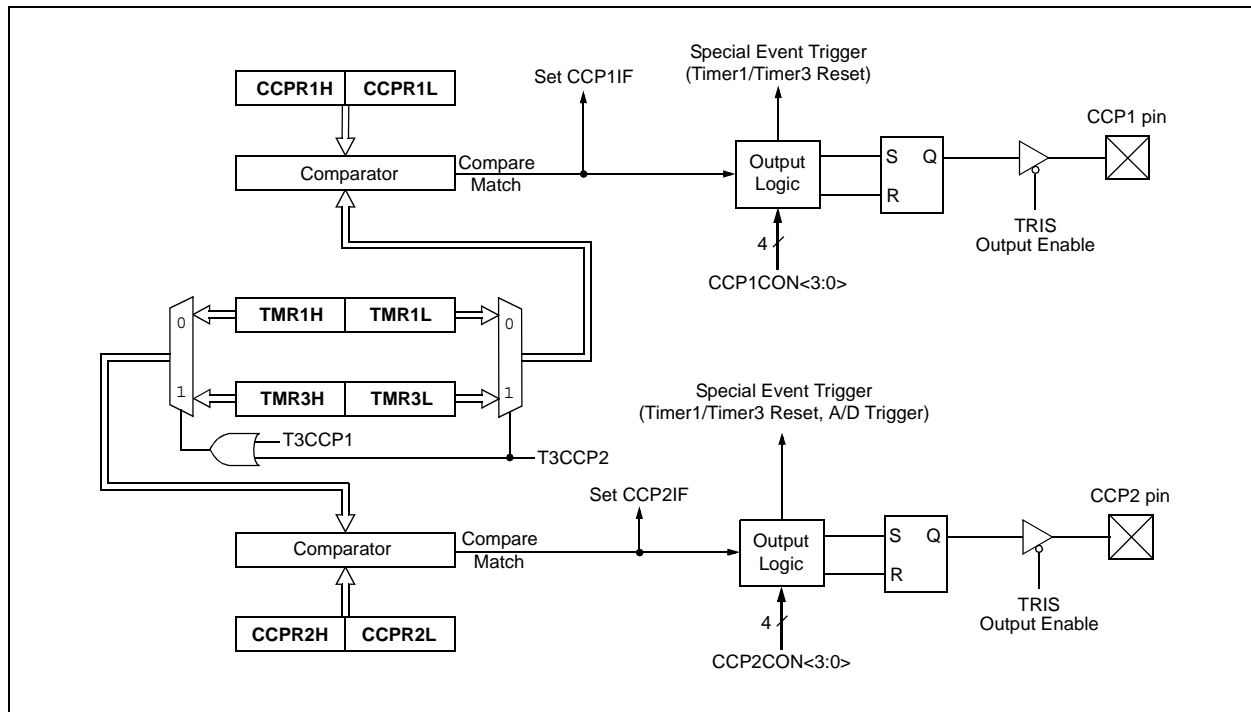 Special Event Trigger
(Timer1/Timer3 Reset)
Set CCP1IF
CCPR1H CCPR1L
CCP1 pin
Comparator
Compare
Match
Output
Logic
S Q
R
TRIS
Output Enable
4
CCP1CON<3:0>
0 TMR1H TMR1L 0
1 TMR3H TMR3L 1
T3CCP1
T3CCP2
Special Event Trigger
(Timer1/Timer3 Reset, A/D Trigger)
Set CCP2IF
CCP2 pin
Comparator
Compare
Match
Output
Logic
S Q
R
TRIS
Output Enable
4
CCPR2H CCPR2L
CCP2CON<3:0>